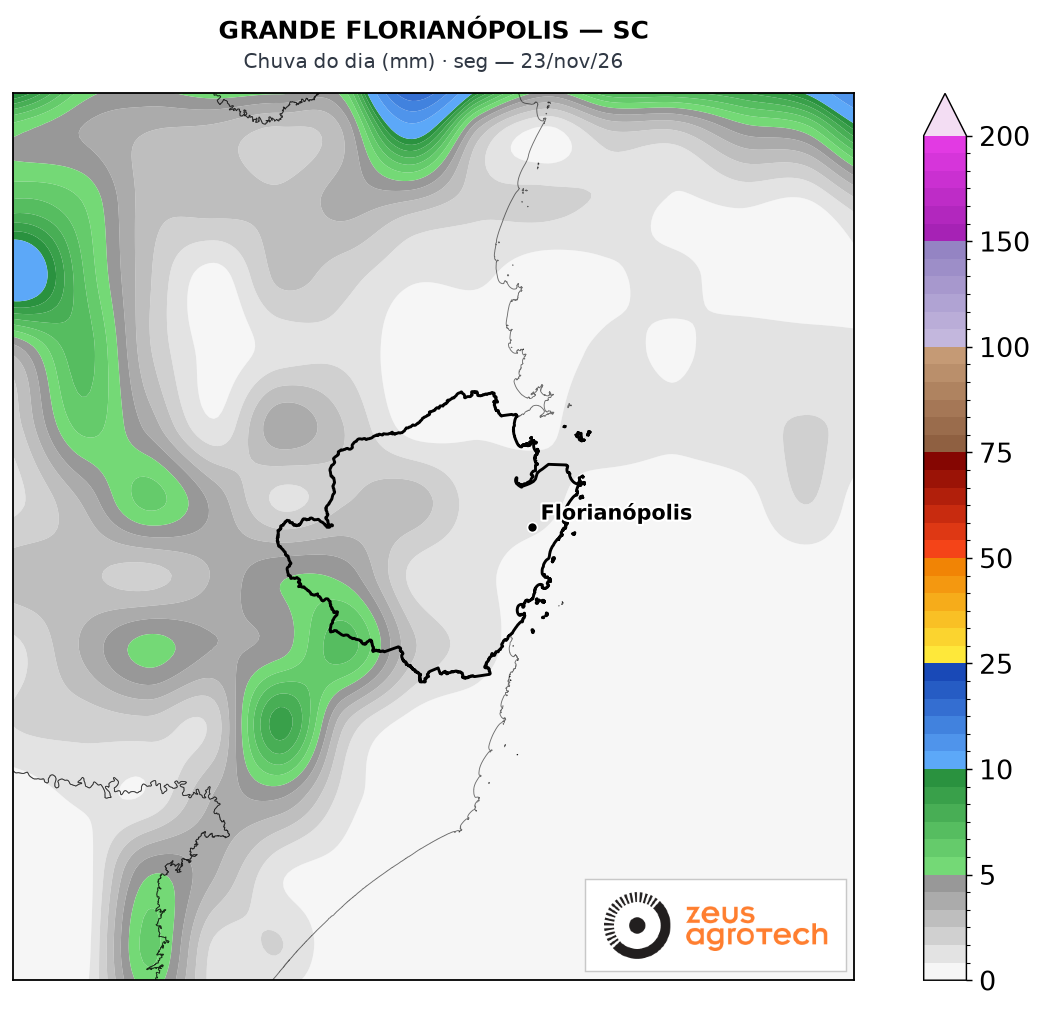 GRANDE FLORIANÓPOLIS — SC
Chuva do dia (mm) · seg — 23/nov/26
200
150
100
75
50
25
10
5
0
Florianópolis
zeus
agrotech